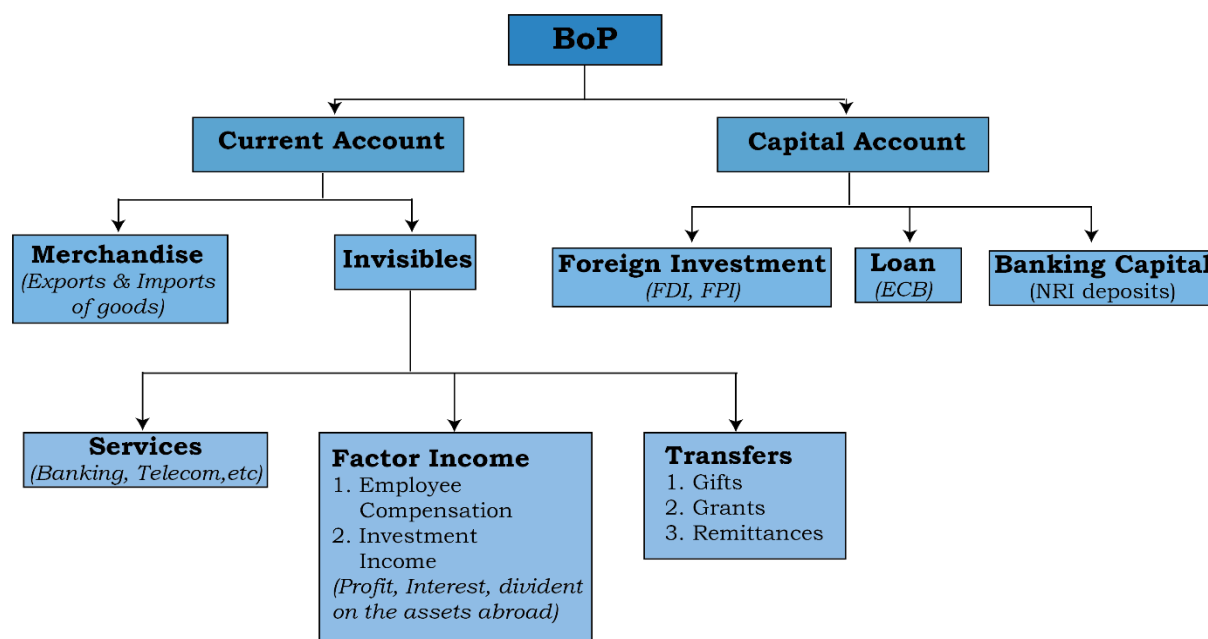 BoP
Current Account
Capital Account
Merchandise
(Exports & Imports
of goods)
Invisibles
Foreign Investment
(FDI, FPI)
Loan
(ECB)
Banking Capital
(NRI deposits)
Services
(Banking, Telecom,etc)
Factor Income
1. Employee
Compensation
2. Investment
Income
(Profit, Interest, divident
on the assets abroad)
Transfers
1. Gifts
2. Grants
3. Remittances